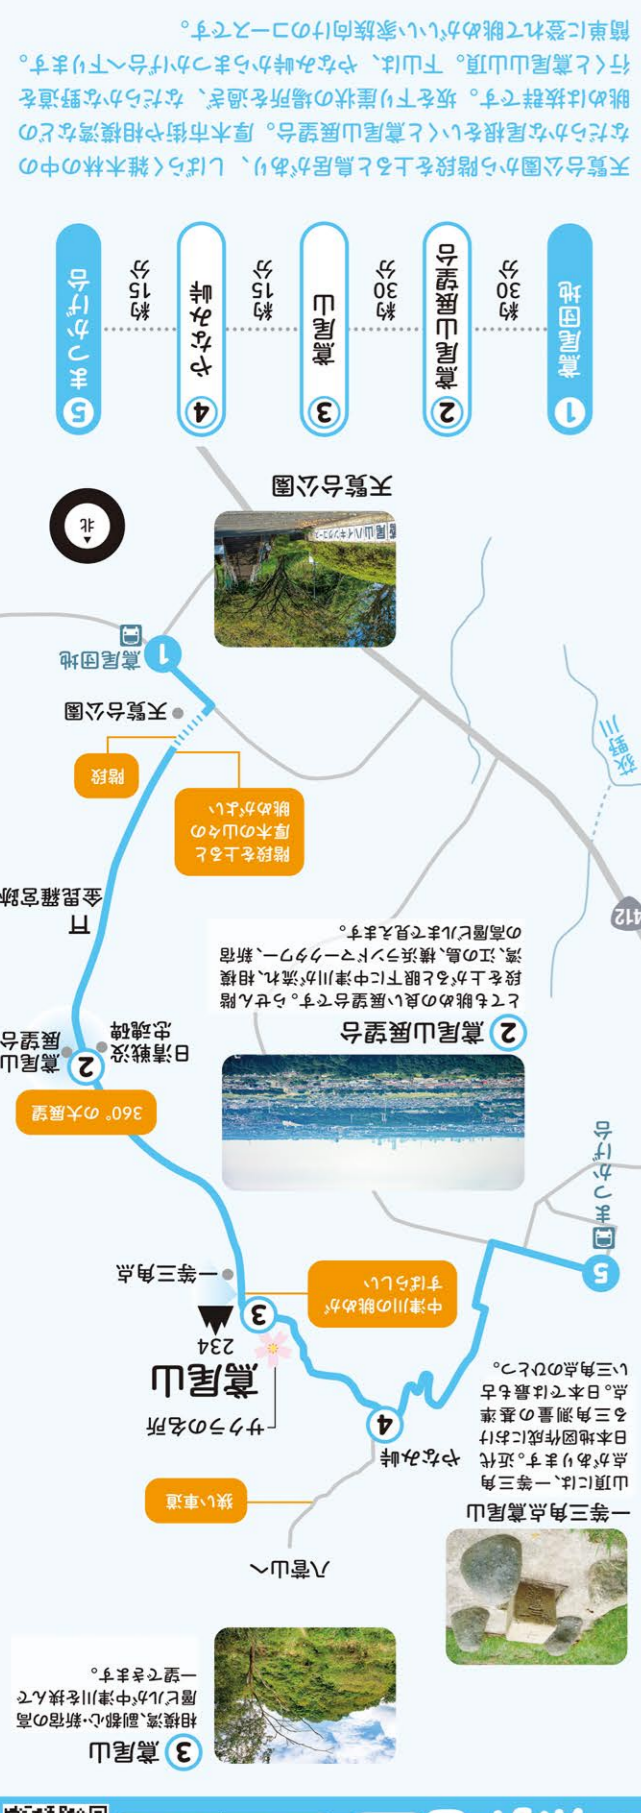 ③ 鳶尾山
相模湾、副都心・新宿の高
層ビルが中津川を挟んで
一望できます。
一等三角点鳶尾山
山頂には、一等三角
点があります。近代
日本地図作成におけ
る三角測量の基準
点。日本では最も古
い三角点のひとつ。
八菅山へ
狭い車道
やなみ峠
④
サクラの名所
鳶尾山
234
③
一等三角点
中津川の眺めが
すばらしい
⑤
まつかげ台
360°の大展望
②
鳶尾山
展望台
日清戦没
忠魂碑
② 鳶尾山展望台
とても眺めの良い展望台です。らせん階
段を上がると眼下に中津川が流れ、相模
湾、江の島、横浜ランドマークタワー、新宿
の高層ビルまで見えます。
412
金毘羅宮跡
階段を上ると
厚木の山々の
眺めがよい
階段
荻野川
天覧台公園
①
鳶尾団地
北
鳶尾山ハイキングコース
天覧台公園
① 鳶尾団地
約30分
② 鳶尾山展望台
約30分
③ 鳶尾山
約15分
④ やなみ峠
約15分
⑤ まつかげ台
天覧台公園から階段を上ると鳥居があり、しばらく雑木林の中の
なだらかな尾根をいくと鳶尾山展望台。厚木市街や相模湾などの
眺めは抜群です。坂を下り崖状の場所を過ぎ、なだらかな野道を
行くと鳶尾山山頂。下山は、やなみ峠からまつかげ台へ下ります。
簡単に登れて眺めがいい家族向けのコースです。